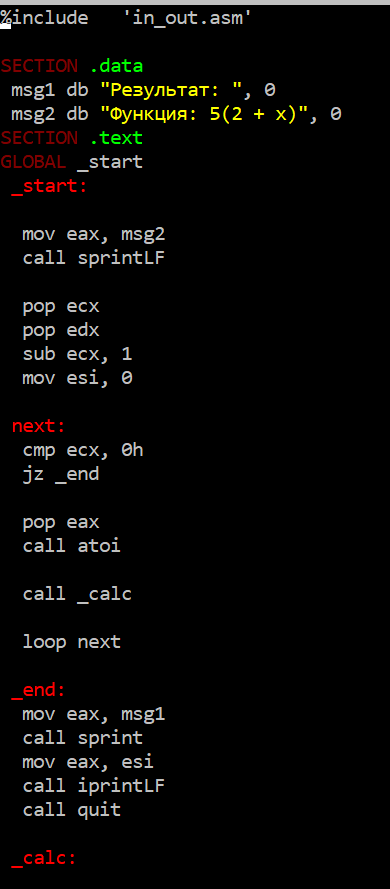 %include   'in_out.asm'
SECTION .data
msg1 db "Результат: ", 0
msg2 db "Функция: 5(2 + x)", 0
SECTION .text
GLOBAL _start
_start:
mov eax, msg2
call sprintLF
pop ecx
pop edx
sub ecx, 1
mov esi, 0
next:
cmp ecx, 0h
jz _end
pop eax
call atoi
call _calc
loop next
_end:
mov eax, msg1
call sprint
mov eax, esi
call iprintLF
call quit
_calc: